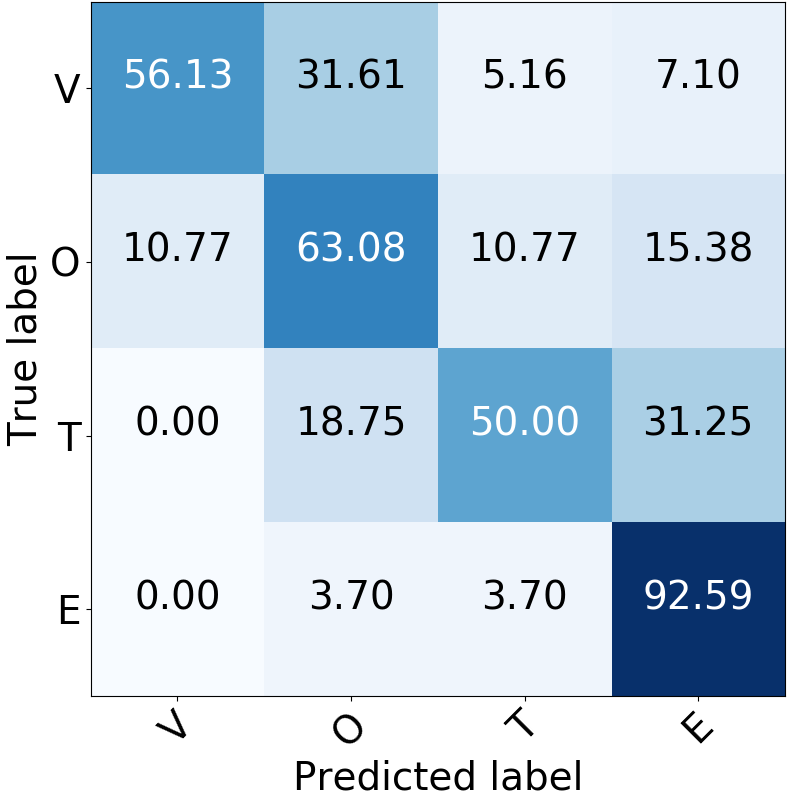 V 56.13 31.61 5.16 7.10
O 10.77 63.08 10.77 15.38
T 0.00 18.75 50.00 31.25
E 0.00 3.70 3.70 92.59
V O T E
True label
Predicted label